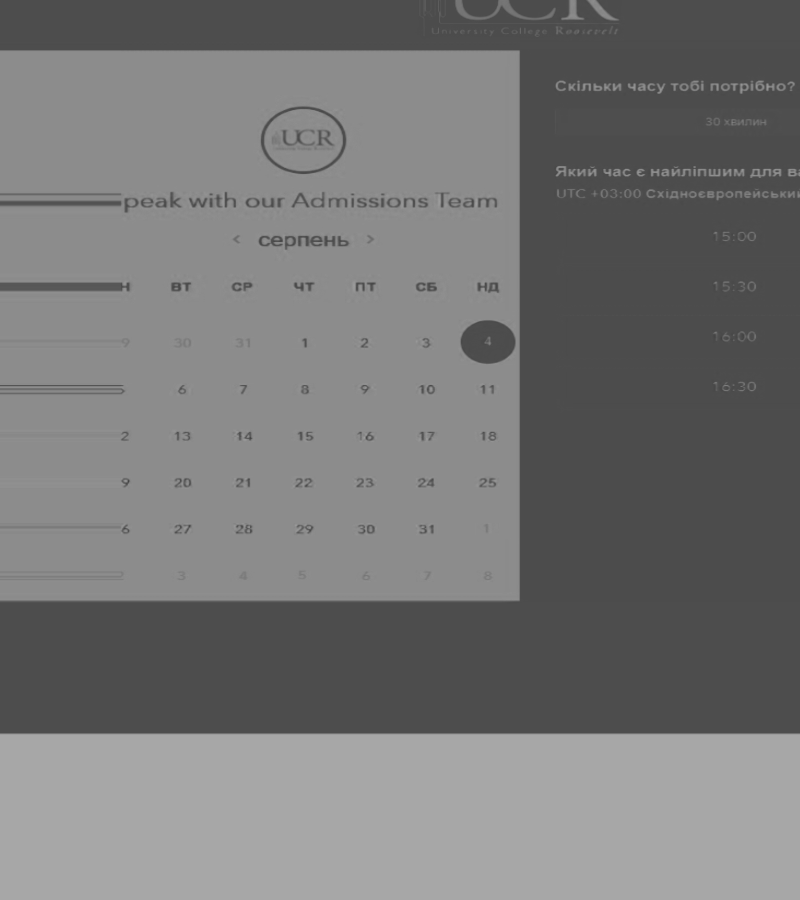 UCR
University College Roosevelt
UCR
peak with our Admissions Team
< серпень >
Н ВТ СР ЧТ ПТ СБ НД
9 30 31 1 2 3 4
6 7 8 9 10 11
2 13 14 15 16 17 18
9 20 21 22 23 24 25
6 27 28 29 30 31 1
3 4 5 6 7 8
Скільки часу тобі потрібно?
30 хвилин
Який час є найліпшим для ва
UTC +03:00 Східноєвропейський
15:00
15:30
16:00
16:30